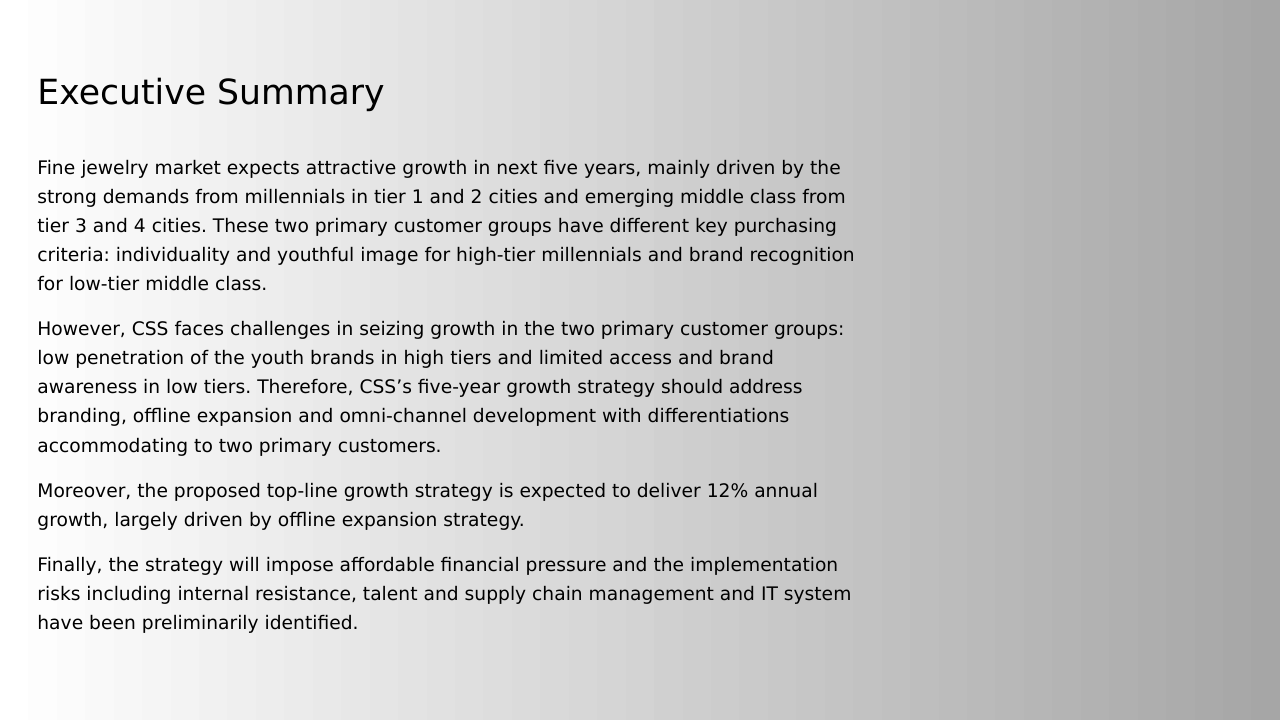 Executive Summary
Fine jewelry market expects attractive growth in next five years, mainly driven by the
strong demands from millennials in tier 1 and 2 cities and emerging middle class from
tier 3 and 4 cities. These two primary customer groups have different key purchasing
criteria: individuality and youthful image for high-tier millennials and brand recognition
for low-tier middle class.
However, CSS faces challenges in seizing growth in the two primary customer groups:
low penetration of the youth brands in high tiers and limited access and brand
awareness in low tiers. Therefore, CSS’s five-year growth strategy should address
branding, offline expansion and omni-channel development with differentiations
accommodating to two primary customers.
Moreover, the proposed top-line growth strategy is expected to deliver 12% annual
growth, largely driven by offline expansion strategy.
Finally, the strategy will impose affordable financial pressure and the implementation
risks including internal resistance, talent and supply chain management and IT system
have been preliminarily identified.